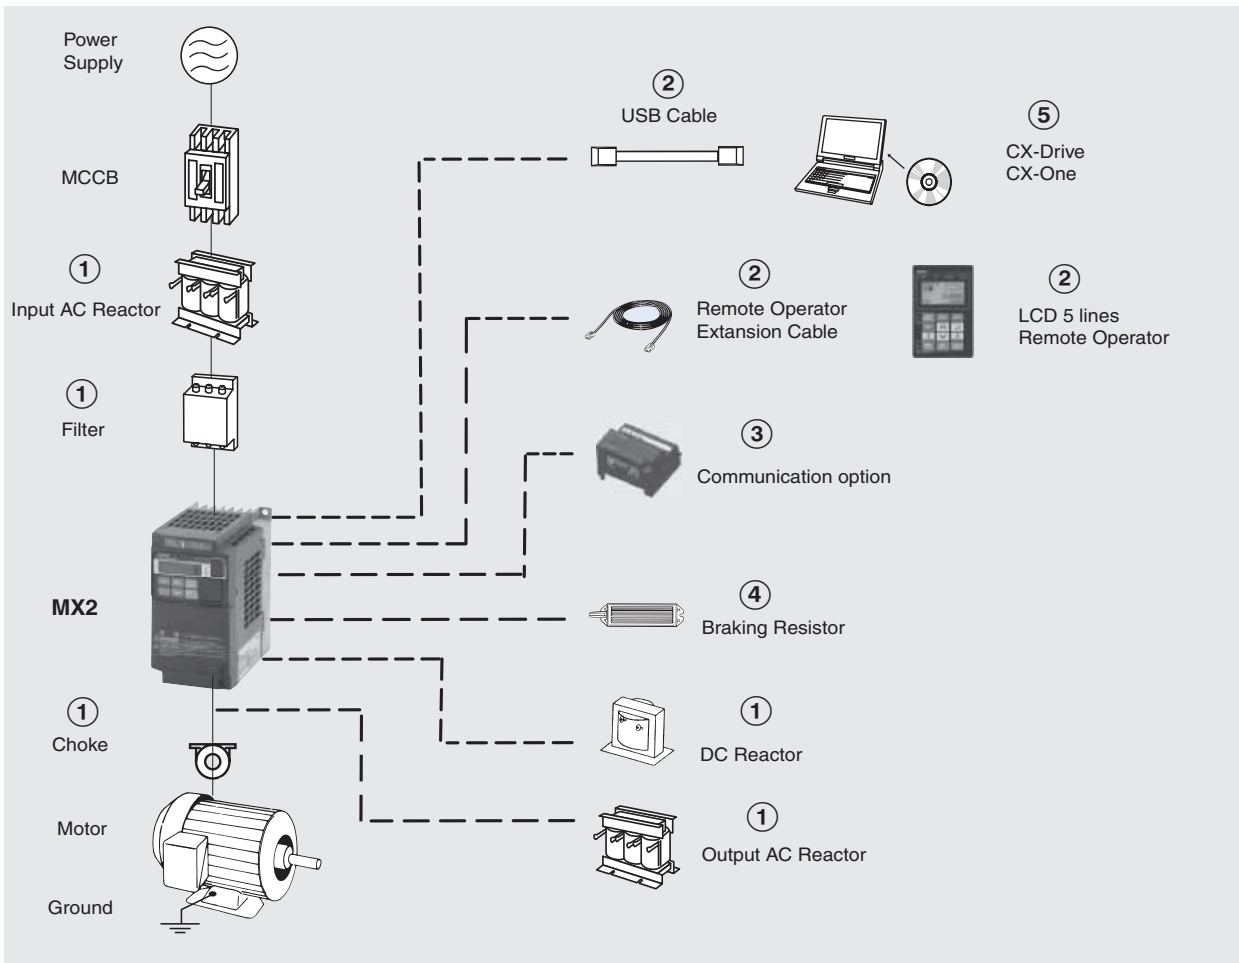 Power
Supply
MCCB
1
Input AC Reactor
1
Filter
MX2
1
Choke
Motor
Ground
2
USB Cable
5
CX-Drive
CX-One
2
Remote Operator
Extansion Cable
2
LCD 5 lines
Remote Operator
3
Communication option
4
Braking Resistor
1
DC Reactor
1
Output AC Reactor